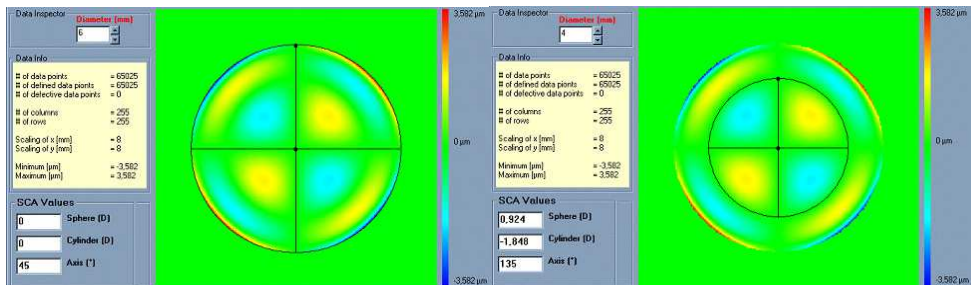 Data Inspector
Diameter (mm)
6
Data Info
# of data points = 65025
# of defined data pionts = 65025
# of defective data points = 0
# of columns = 255
# of rows = 255
Scaling of x [mm] = 8
Scaling of y [mm] = 8
Minimum [µm] = -3,582
Maximum [µm] = 3,582
SCA Values
0 Sphere (D)
0 Cylinder (D)
45 Axis (°)
3,582 µm
0 µm
-3,582 µm
Data Inspector
Diameter (mm)
4
Data Info
# of data points = 65025
# of defined data pionts = 65025
# of defective data points = 0
# of columns = 255
# of rows = 255
Scaling of x [mm] = 8
Scaling of y [mm] = 8
Minimum [µm] = -3,582
Maximum [µm] = 3,582
SCA Values
0,924 Sphere (D)
-1,848 Cylinder (D)
135 Axis (°)
3,582 µm
0 µm
-3,582 µm